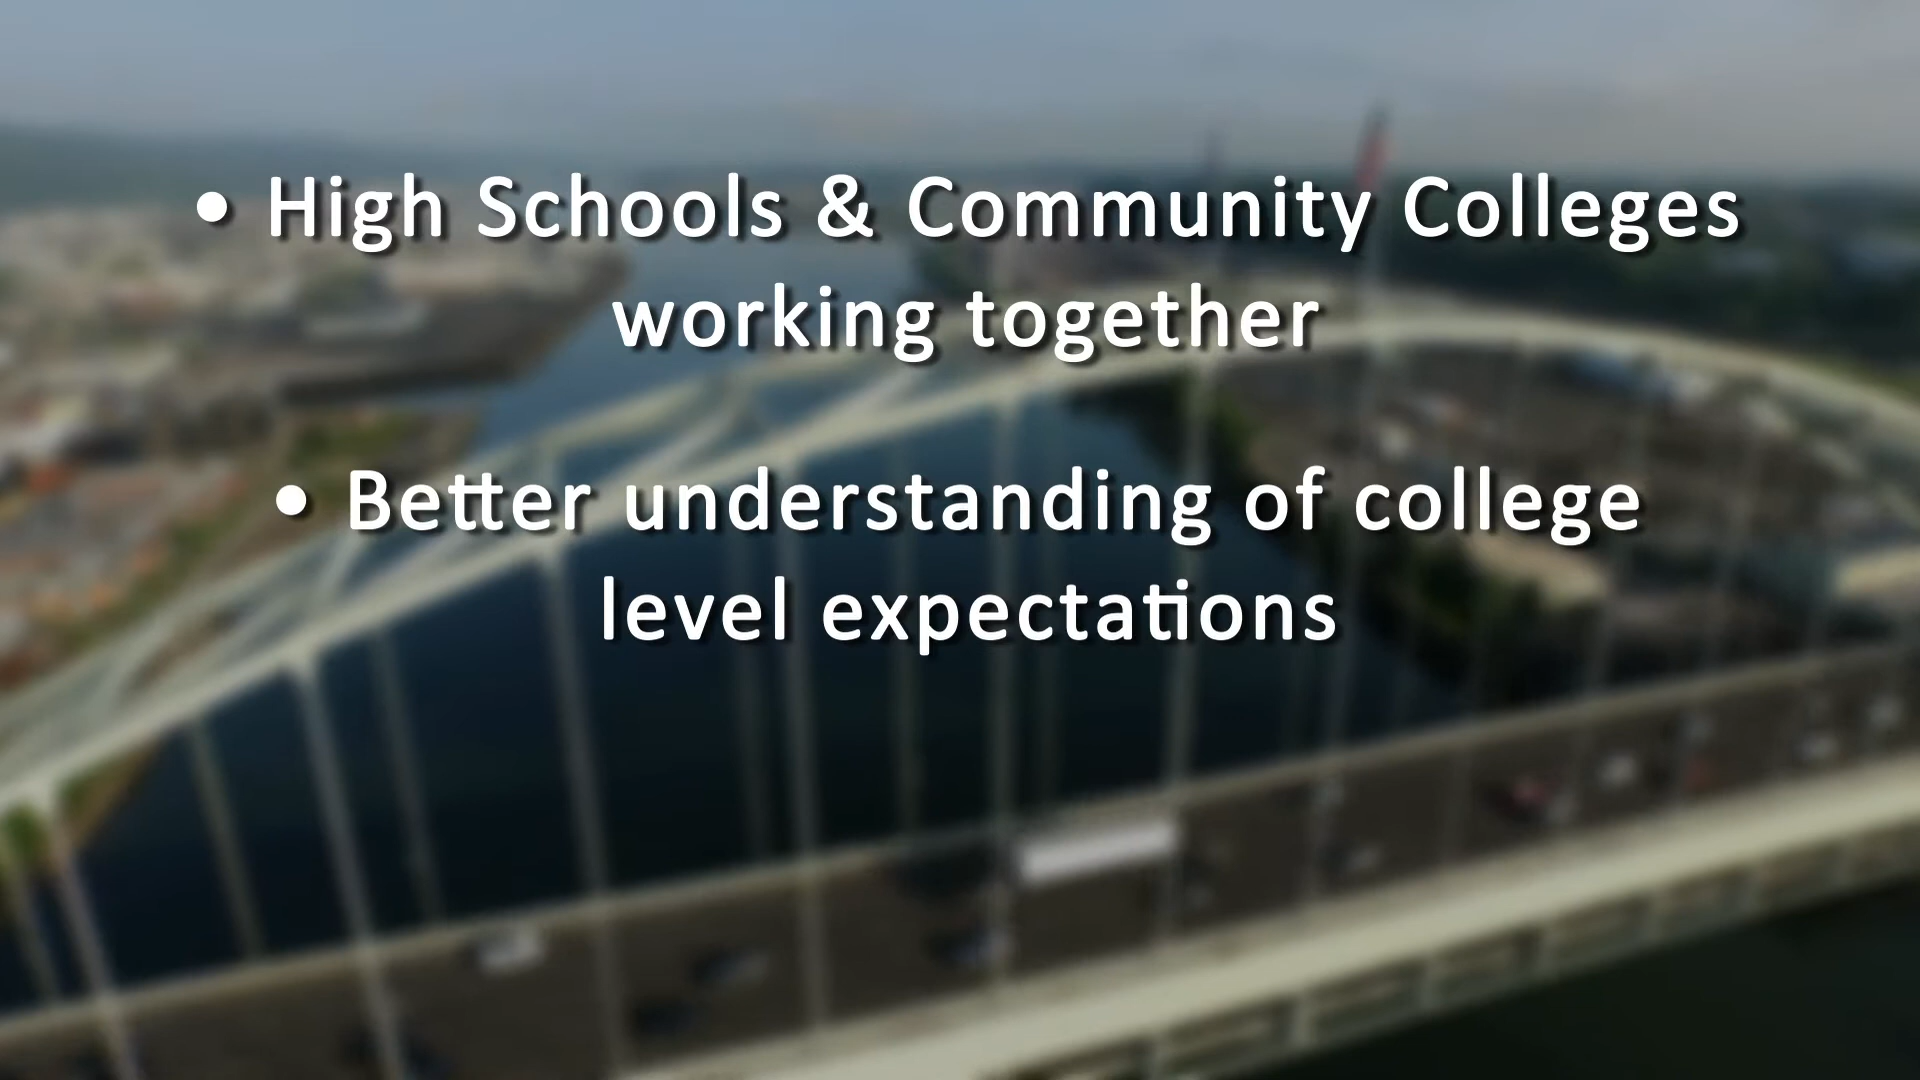 • High Schools & Community Colleges
working together
• Better understanding of college
level expectations